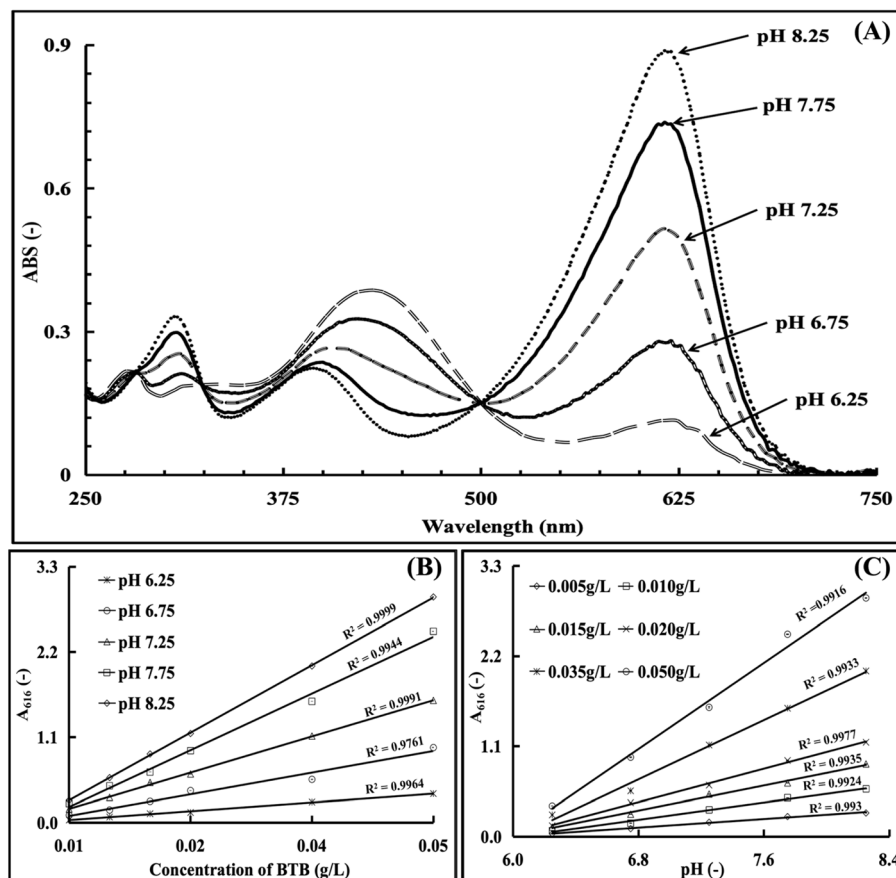 (A)
0.9
pH 8.25
pH 7.75
0.6
pH 7.25
ABS (-)
0.3
pH 6.75
pH 6.25
0
250 375 500 625 750
Wavelength (nm)
(B)
3.3
pH 6.25
pH 6.75
pH 7.25
pH 7.75
pH 8.25
R² = 0.9999
R² = 0.9944
R² = 0.9991
R² = 0.9761
R² = 0.9964
2.2
A616 (-)
1.1
0.0
0.01 0.02 0.04 0.05
Concentration of BTB (g/L)
(C)
3.3
0.005g/L 0.010g/L
0.015g/L 0.020g/L
0.035g/L 0.050g/L
R² = 0.9916
R² = 0.9933
R² = 0.9977
R² = 0.9935
R² = 0.9924
R² = 0.993
2.2
A616 (-)
1.1
0.0
6.0 6.8 7.6 8.4
pH (-)